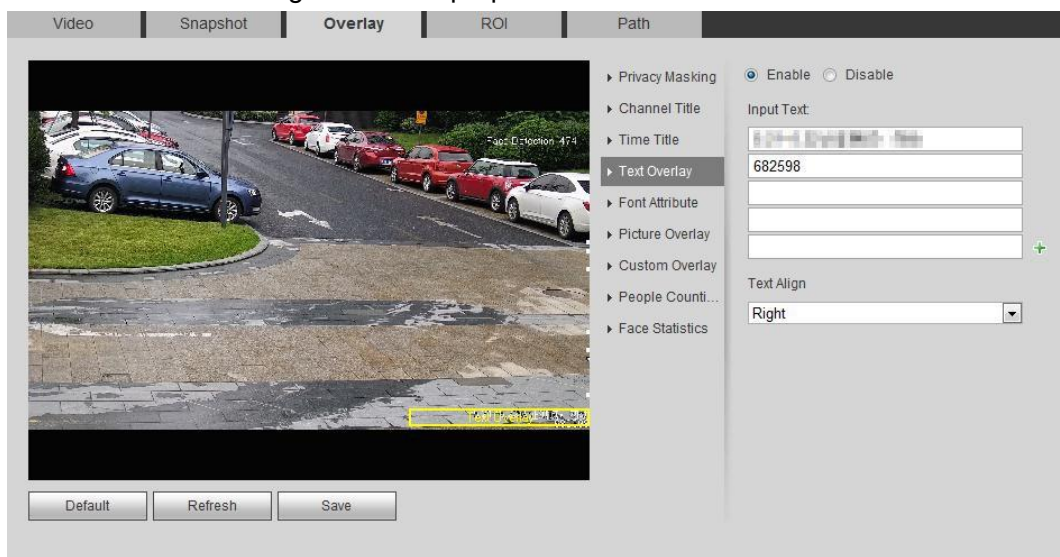 Video Snapshot Overlay ROI Path
Privacy Masking
Channel Title
Time Title
Text Overlay
Font Attribute
Picture Overlay
Custom Overlay
People Counti...
Face Statistics
Enable Disable
Input Text:
682598
Text Align
Right
Face Detection 474
Default Refresh Save